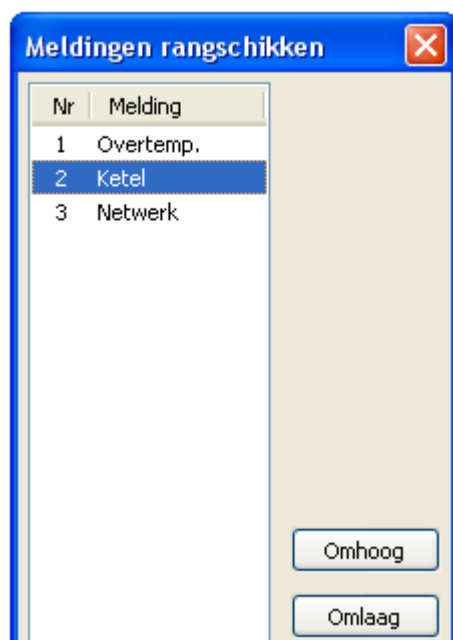 Meldingen rangschikken
Nr Melding
1 Overtemp.
2 Ketel
3 Netwerk
Omhoog
Omlaag